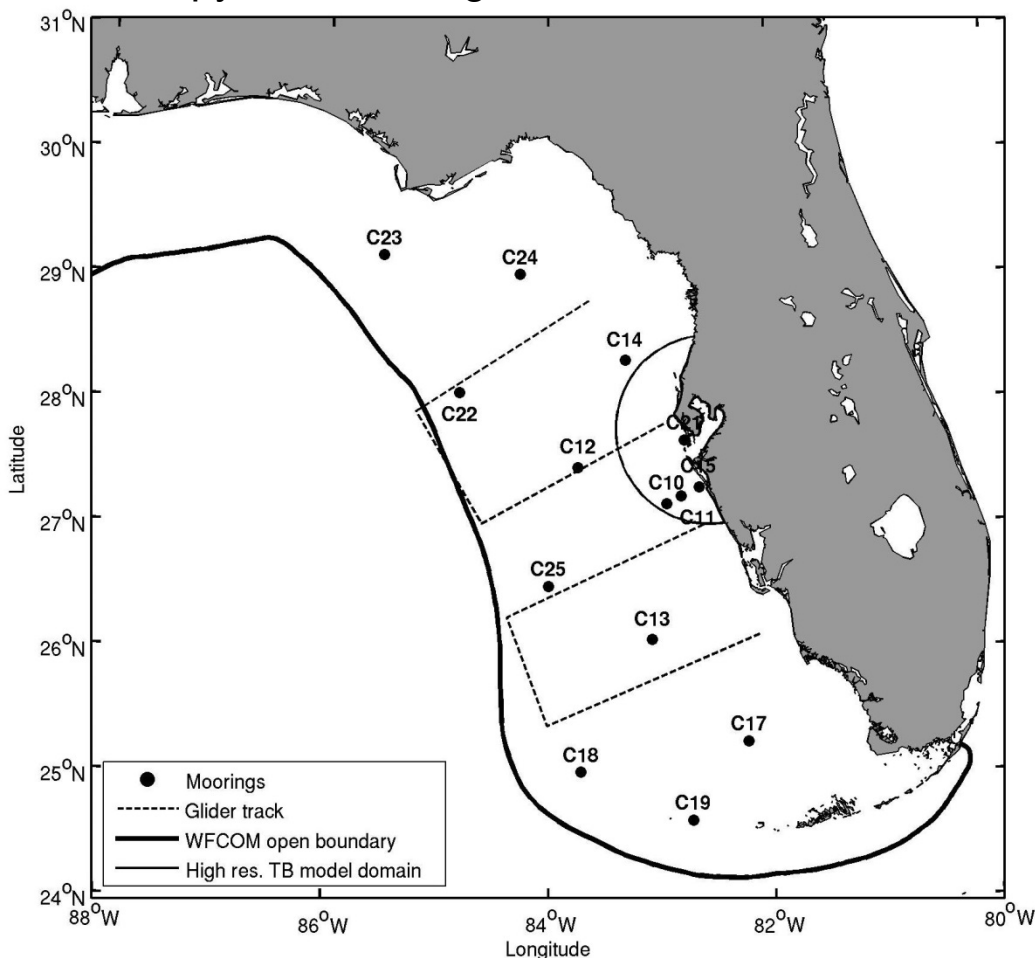 31°N
30°N
29°N
28°N
27°N
26°N
25°N
24°N
Latitude
C23
C24
C14
C22
C12
C21
C15
C10
C11
C25
C13
C17
C18
C19
Moorings
Glider track
WFCOM open boundary
High res. TB model domain
88°W
86°W
84°W
82°W
80°W
Longitude